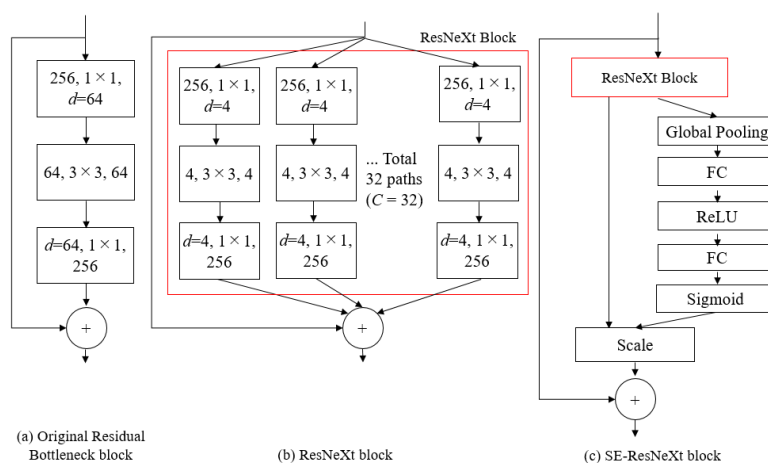 256, 1 × 1,
d=64
64, 3 × 3, 64
d=64, 1 × 1,
256
+
(a) Original Residual
Bottleneck block
ResNeXt Block
256, 1 × 1,
d=4
256, 1 × 1,
d=4
256, 1 × 1,
d=4
4, 3 × 3, 4
4, 3 × 3, 4
... Total
32 paths
(C = 32)
4, 3 × 3, 4
d=4, 1 × 1,
256
d=4, 1 × 1,
256
d=4, 1 × 1,
256
+
(b) ResNeXt block
ResNeXt Block
Global Pooling
FC
ReLU
FC
Sigmoid
Scale
+
(c) SE-ResNeXt block